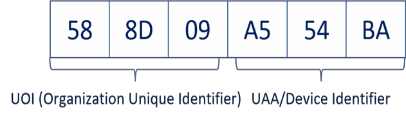 58 8D 09 A5 54 BA
UOI (Organization Unique Identifier) UAA/Device Identifier